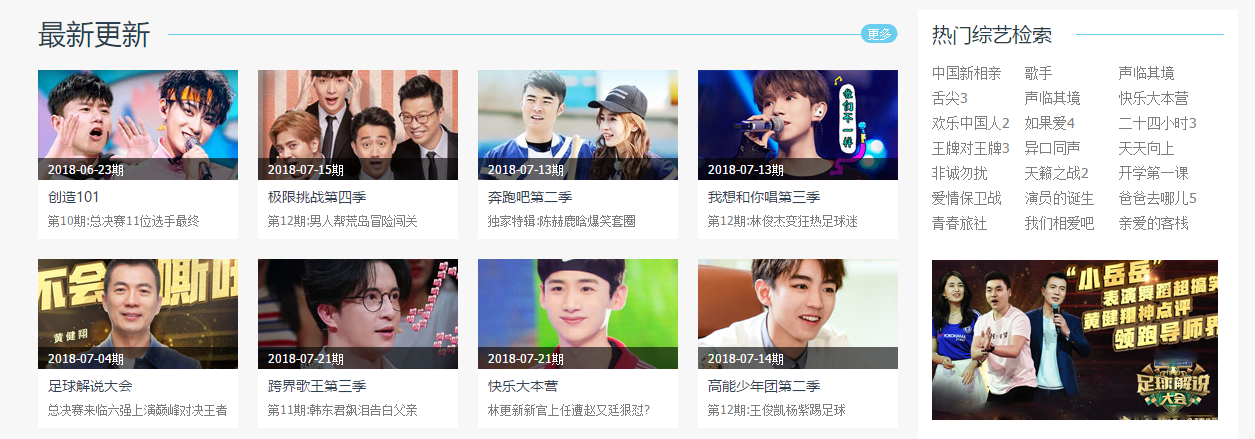 最新更新
更多
2018-06-23期
创造101
第10期:总决赛11位选手最终
2018-07-15期
极限挑战第四季
第12期:男人帮荒岛冒险闯关
2018-07-13期
奔跑吧第二季
独家特辑:陈赫鹿晗爆笑套圈
我们不一样
2018-07-13期
我想和你唱第三季
第12期:林俊杰变狂热足球迷
不会
嘶吼
黄健翔
2018-07-04期
足球解说大会
总决赛来临六强上演巅峰对决王者
2018-07-21期
跨界歌王第三季
第11期:韩东君飙泪告白父亲
2018-07-21期
快乐大本营
林更新新官上任遭赵又廷狠怼?
2018-07-14期
高能少年团第二季
第12期:王俊凯杨紫踢足球
热门综艺检索
中国新相亲 歌手 声临其境
舌尖3 声临其境 快乐大本营
欢乐中国人2 如果爱4 二十四小时3
王牌对王牌3 异口同声 天天向上
非诚勿扰 天籁之战2 开学第一课
爱情保卫战 演员的诞生 爸爸去哪儿5
青春旅社 我们相爱吧 亲爱的客栈
“小岳岳”
表演舞蹈超搞笑
黄健翔神点评
领跑导师界
YOKOHAMA
足球解说
大会